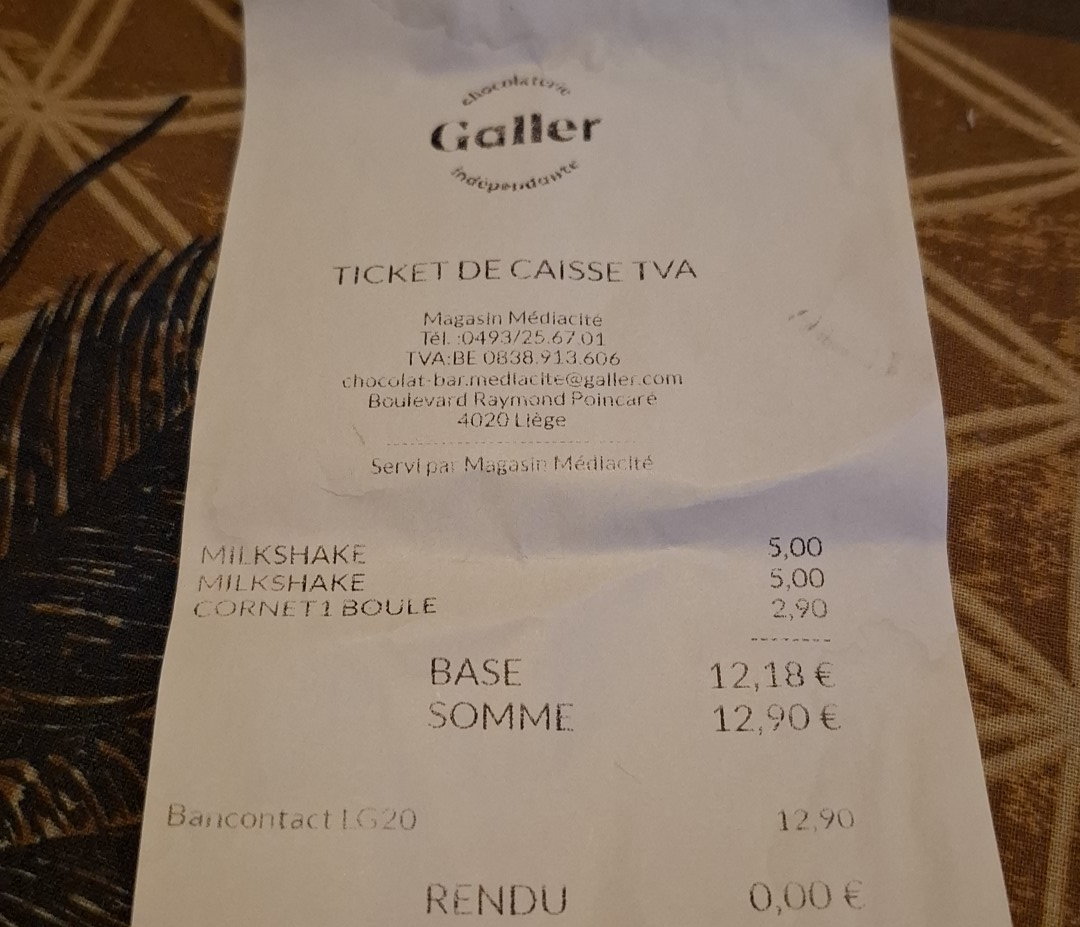 chocolaterie
Galler
indépendante
TICKET DE CAISSE TVA
Magasin Médiacité
Tél. :0493/25.67.01
TVA:BE 0838.913.606
chocolat-bar.mediacite@galler.com
Boulevard Raymond Poincaré
4020 Liège
Servi par Magasin Médiacité
MILKSHAKE 5,00
MILKSHAKE 5,00
CORNET 1 BOULE 2,90
BASE 12,18 €
SOMME 12,90 €
Bancontact LG20 12,90
RENDU 0,00 €